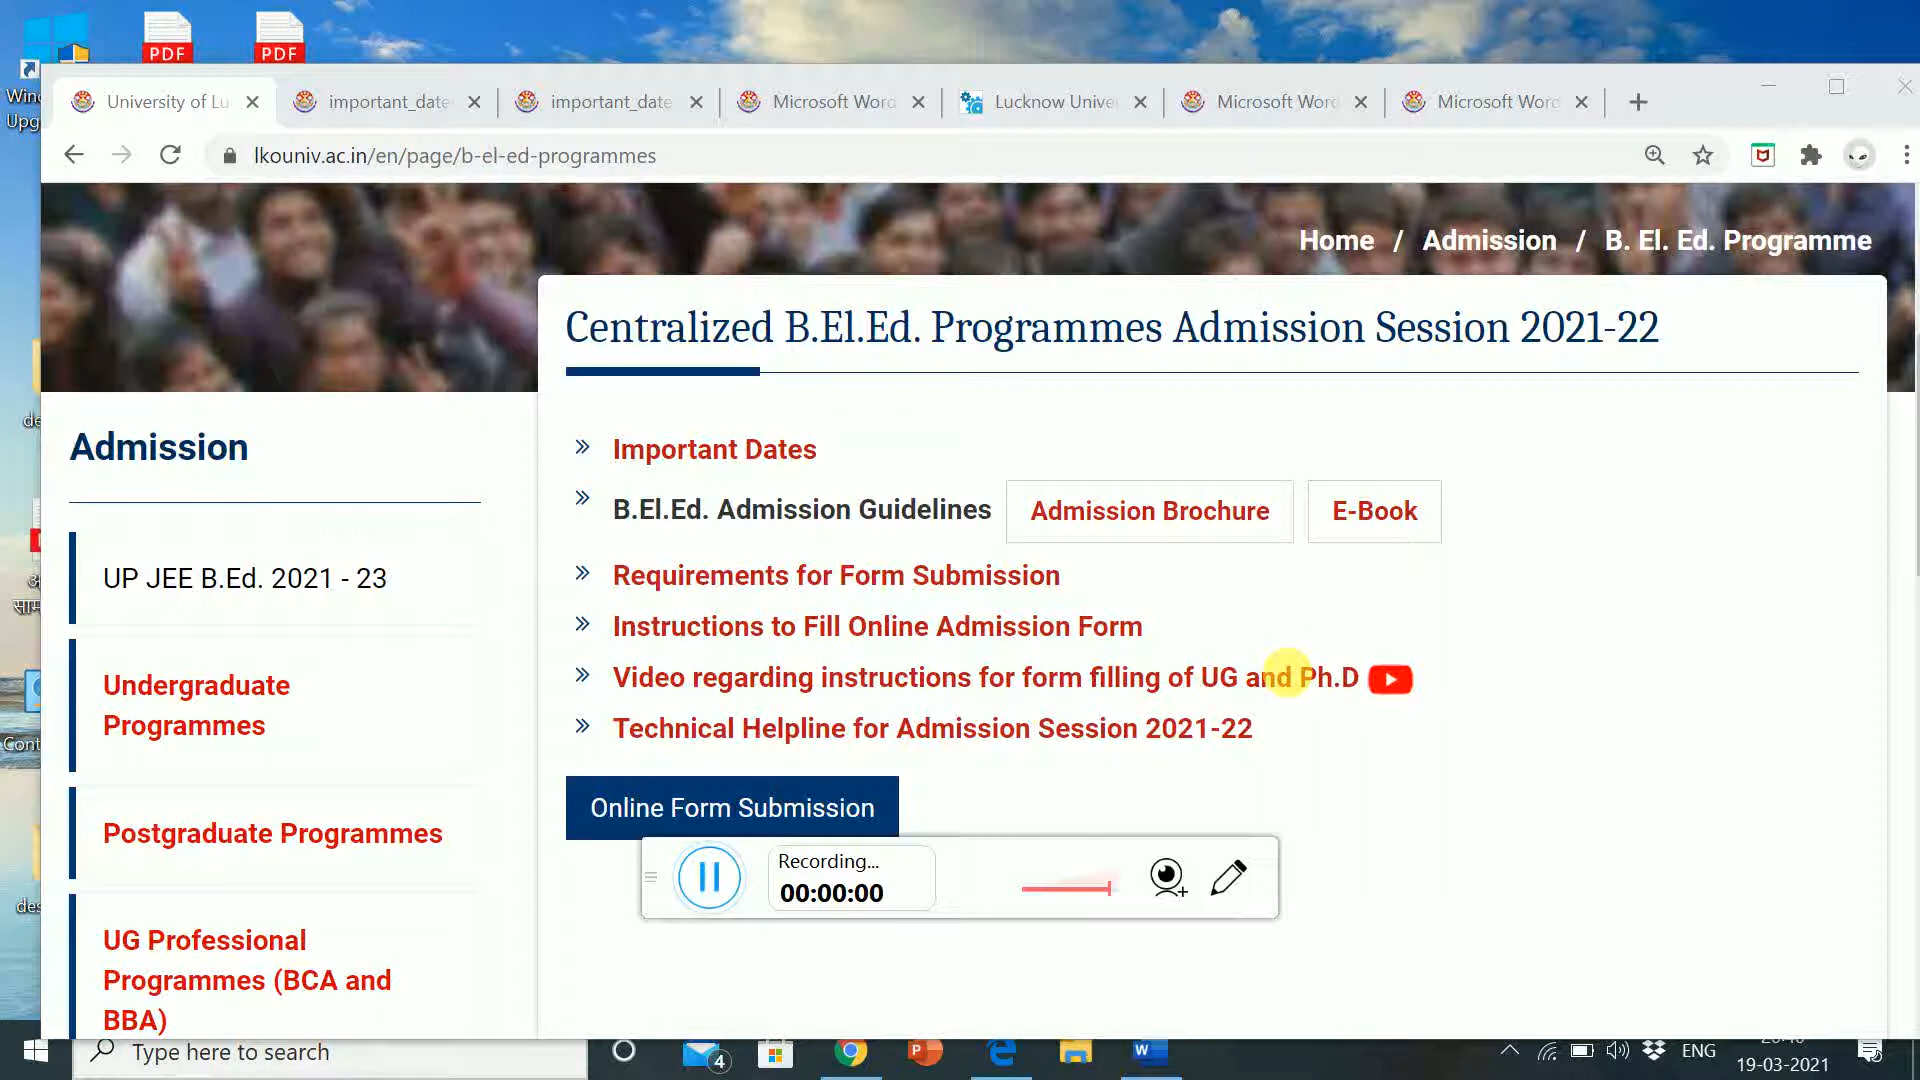 PDF
PDF
University of Lu
important_date
important_date
Microsoft Word
Lucknow Unive
Microsoft Word
Microsoft Word
lkouniv.ac.in/en/page/b-el-ed-programmes
Home / Admission / B. El. Ed. Programme
Centralized B.El.Ed. Programmes Admission Session 2021-22
Admission
UP JEE B.Ed. 2021 - 23
Undergraduate
Programmes
Postgraduate Programmes
UG Professional
Programmes (BCA and
BBA)
Important Dates
B.El.Ed. Admission Guidelines Admission Brochure E-Book
Requirements for Form Submission
Instructions to Fill Online Admission Form
Video regarding instructions for form filling of UG and Ph.D
Technical Helpline for Admission Session 2021-22
Online Form Submission
Recording...
00:00:00
Type here to search
4
ENG
19-03-2021